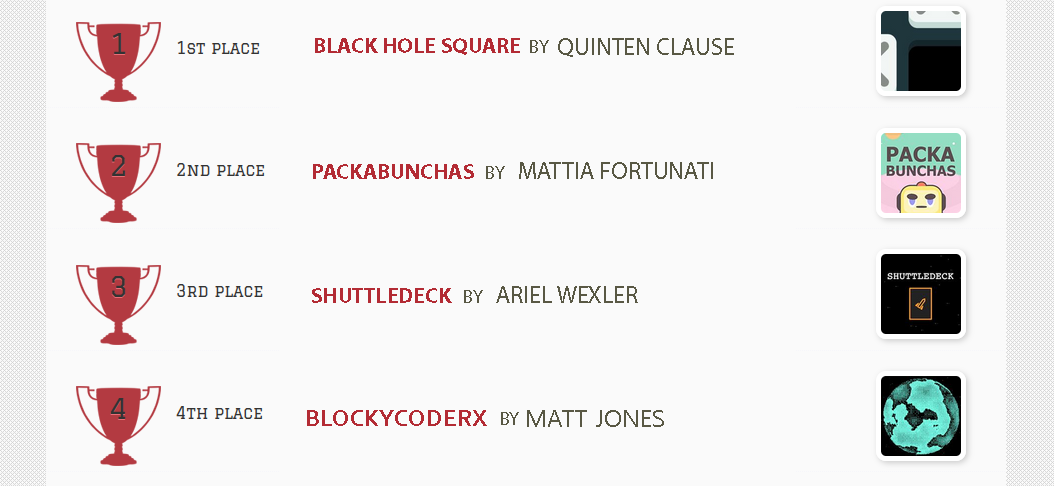 1 1ST PLACE BLACK HOLE SQUARE BY QUINTEN CLAUSE
PACKA
BUNCHAS
2 2ND PLACE PACKABUNCHAS BY MATTIA FORTUNATI
SHUTTLEDECK
3 3RD PLACE SHUTTLEDECK BY ARIEL WEXLER
4 4TH PLACE BLOCKYCODERX BY MATT JONES